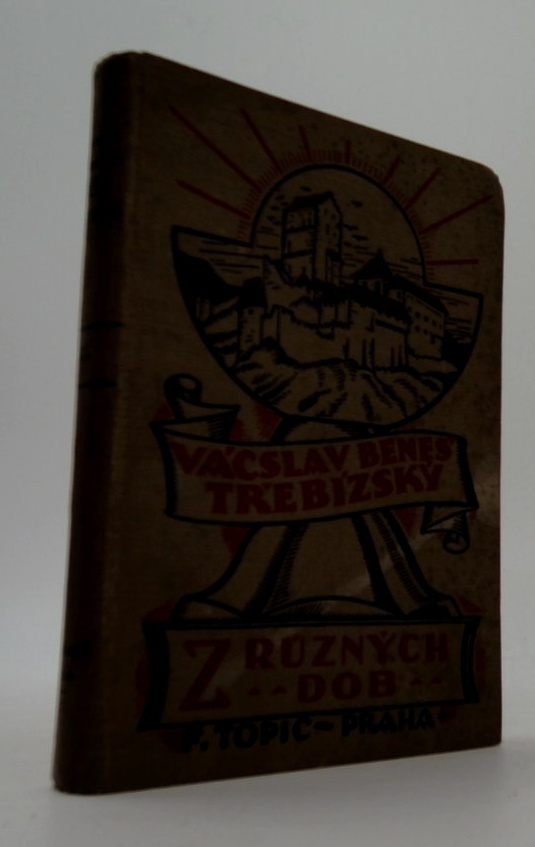 VÁCSLAV BENEŠ
TŘEBÍZSKÝ
Z RŮZNÝCH
DOB
F. TOPIČ - PRAHA